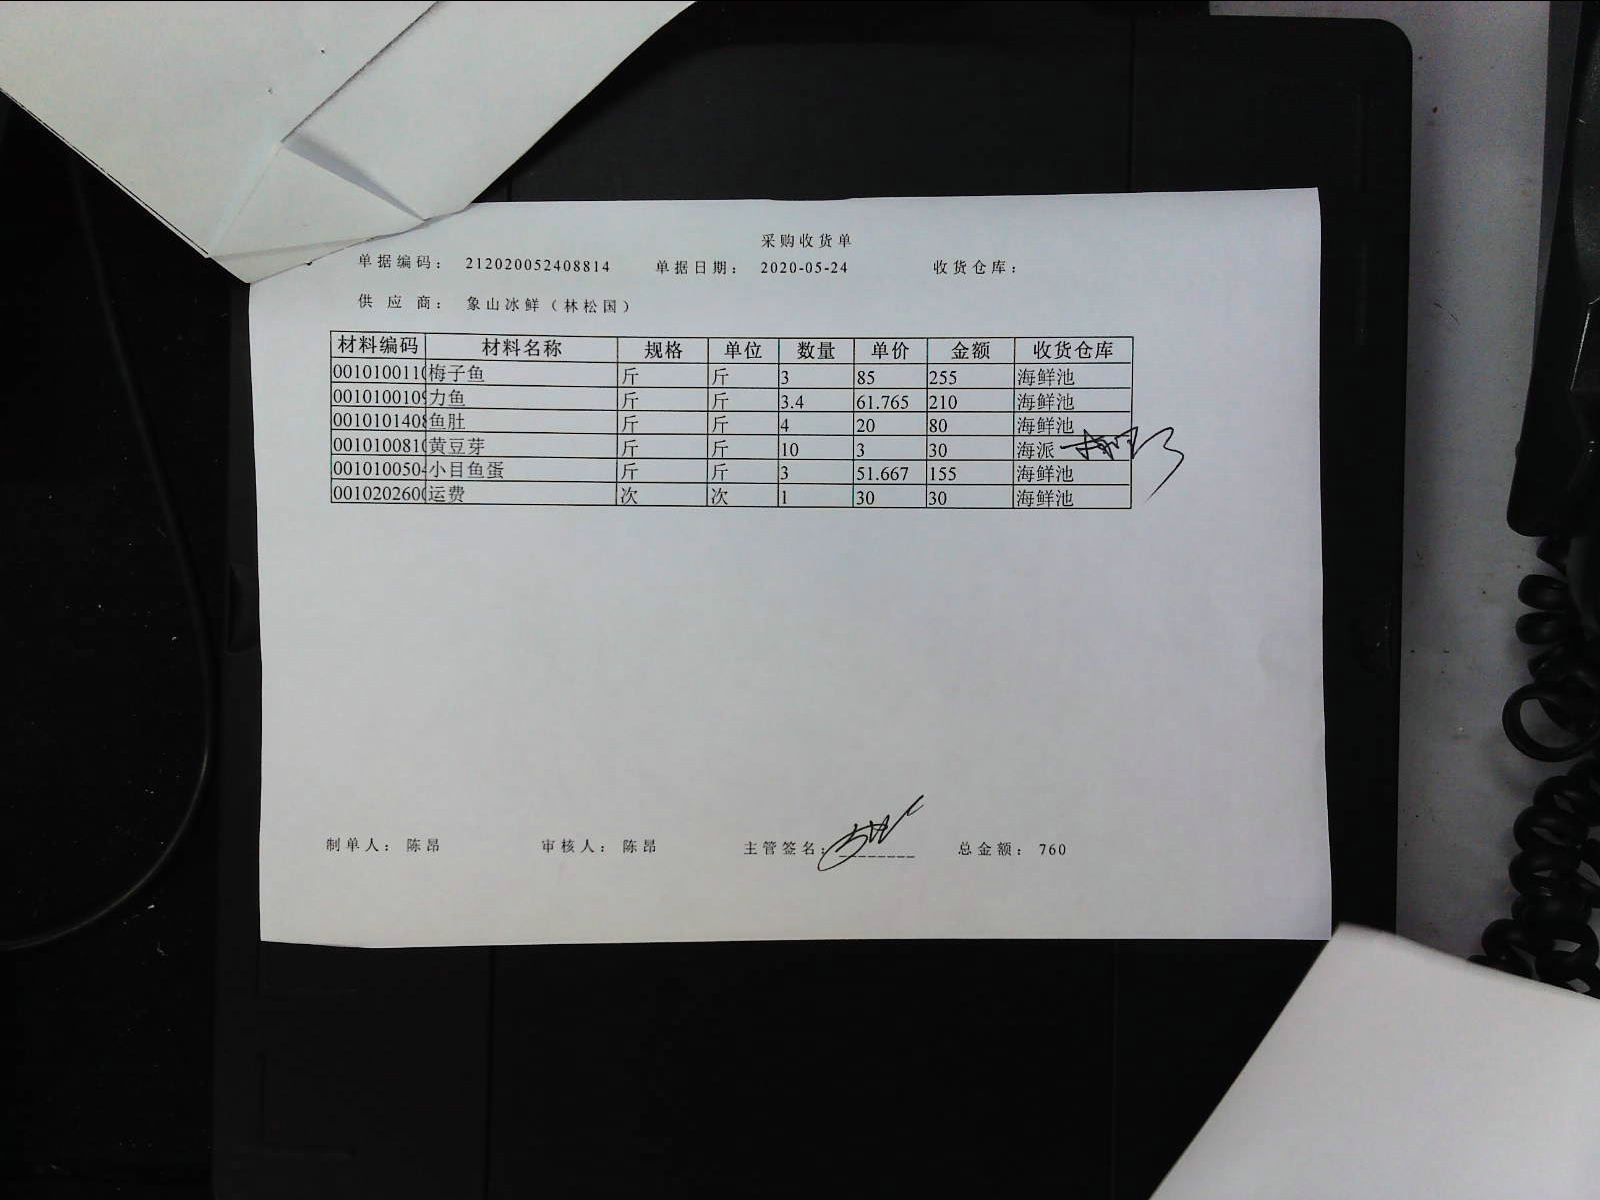 采购收货单
单据编码： 212020052408814 单据日期： 2020-05-24 收货仓库：
供 应 商： 象山冰鲜（林松国）
材料编码 材料名称 规格 单位 数量 单价 金额 收货仓库
001010011 梅子鱼 斤 斤 3 85 255 海鲜池
001010010 力鱼 斤 斤 3.4 61.765 210 海鲜池
001010140 鱼肚 斤 斤 4 20 80 海鲜池
001010081 黄豆芽 斤 斤 10 3 30 海派
001010050 小目鱼蛋 斤 斤 3 51.667 155 海鲜池
001020260 运费 次 次 1 30 30 海鲜池
制单人： 陈昂 审核人： 陈昂 主管签名： 总金额： 760